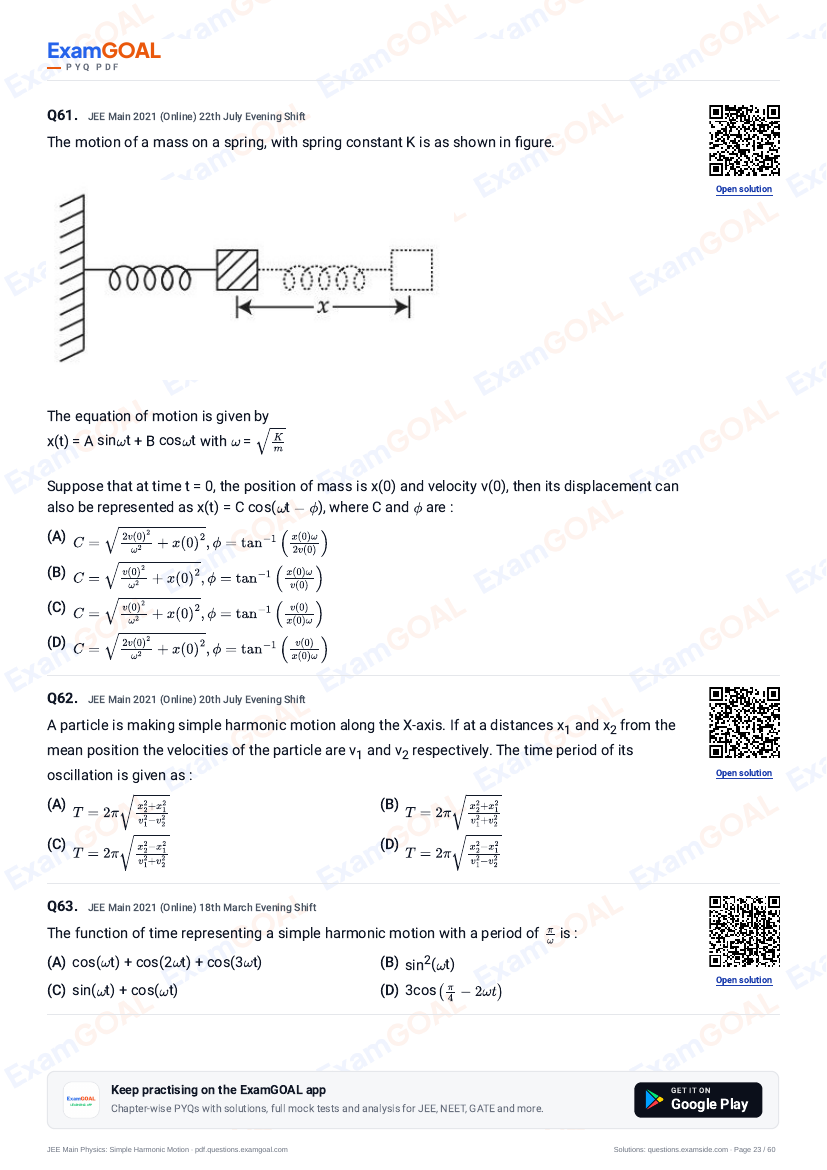 ExamGOAL
PYQ PDF
Q61. JEE Main 2021 (Online) 22th July Evening Shift
The motion of a mass on a spring, with spring constant K is as shown in figure.
Open solution
x
The equation of motion is given by
x(t) = A sinωt + B cosωt with ω = √(K/m)
Suppose that at time t = 0, the position of mass is x(0) and velocity v(0), then its displacement can
also be represented as x(t) = C cos(ωt − ϕ), where C and ϕ are :
(A) C = √(2v(0)²/ω² + x(0)²), ϕ = tan⁻¹ (x(0)ω/2v(0))
(B) C = √(v(0)²/ω² + x(0)²), ϕ = tan⁻¹ (x(0)ω/v(0))
(C) C = √(v(0)²/ω² + x(0)²), ϕ = tan⁻¹ (v(0)/x(0)ω)
(D) C = √(2v(0)²/ω² + x(0)²), ϕ = tan⁻¹ (v(0)/x(0)ω)
Q62. JEE Main 2021 (Online) 20th July Evening Shift
A particle is making simple harmonic motion along the X-axis. If at a distances x₁ and x₂ from the
mean position the velocities of the particle are v₁ and v₂ respectively. The time period of its
oscillation is given as :
Open solution
(A) T = 2π√((x₂² + x₁²)/(v₁² − v₂²)) (B) T = 2π√((x₂² + x₁²)/(v₁² + v₂²))
(C) T = 2π√((x₂² − x₁²)/(v₁² + v₂²)) (D) T = 2π√((x₂² − x₁²)/(v₁² − v₂²))
Q63. JEE Main 2021 (Online) 18th March Evening Shift
The function of time representing a simple harmonic motion with a period of π/ω is :
(A) cos(ωt) + cos(2ωt) + cos(3ωt) (B) sin²(ωt)
(C) sin(ωt) + cos(ωt) (D) 3cos (π/4 − 2ωt)
Open solution
Keep practising on the ExamGOAL app
Chapter-wise PYQs with solutions, full mock tests and analysis for JEE, NEET, GATE and more.
GET IT ON
Google Play
JEE Main Physics: Simple Harmonic Motion · pdf.questions.examgoal.com
Solutions: questions.examside.com · Page 23 / 60